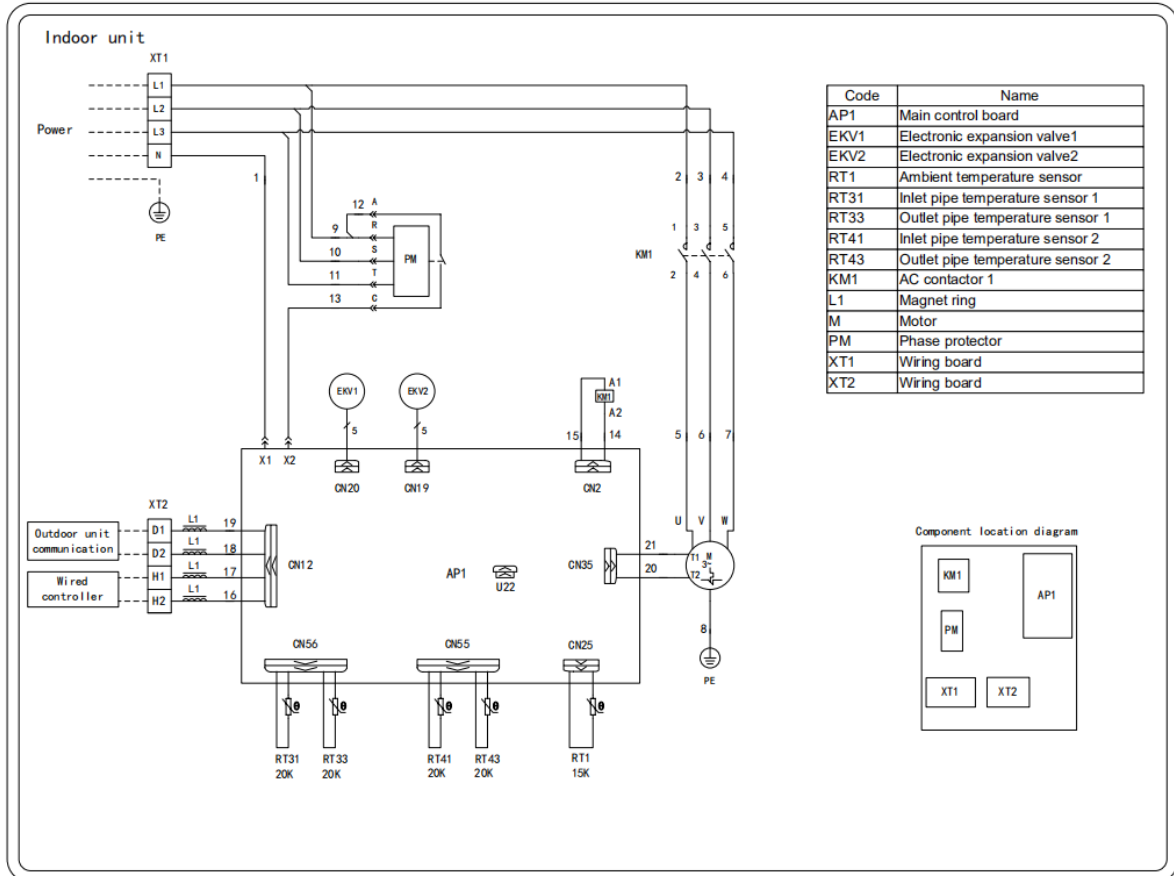 Indoor unit
XT1
L1
L2
Power
L3
N
PE
1
12 A
9 R
10 S
PM
11 T
13 C
2 3 4
1 3 5
KM1
2 4 6
Code Name
AP1 Main control board
EKV1 Electronic expansion valve1
EKV2 Electronic expansion valve2
RT1 Ambient temperature sensor
RT31 Inlet pipe temperature sensor 1
RT33 Outlet pipe temperature sensor 1
RT41 Inlet pipe temperature sensor 2
RT43 Outlet pipe temperature sensor 2
KM1 AC contactor 1
L1 Magnet ring
M Motor
PM Phase protector
XT1 Wiring board
XT2 Wiring board
EKV1 EKV2
5 5
A1
KM1
A2
15 14
5 6 7
X1 X2
CN20 CN19 CN2
XT2
Outdoor unit
communication
D1 L1 19
D2 L1 18
Wired
controller
H1 L1 17
H2 L1 16
CN12
AP1
U22
CN35
21
20
U V W
T1 M
3~
T2
8
PE
CN56 CN55 CN25
θ θ θ θ θ
RT31 RT33 RT41 RT43 RT1
20K 20K 20K 20K 15K
Component location diagram
KM1
AP1
PM
XT1 XT2